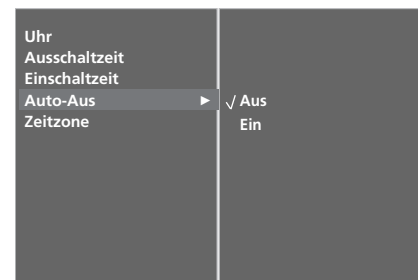 Uhr
Ausschaltzeit
Einschaltzeit
Auto-Aus ► √ Aus
Ein
Zeitzone